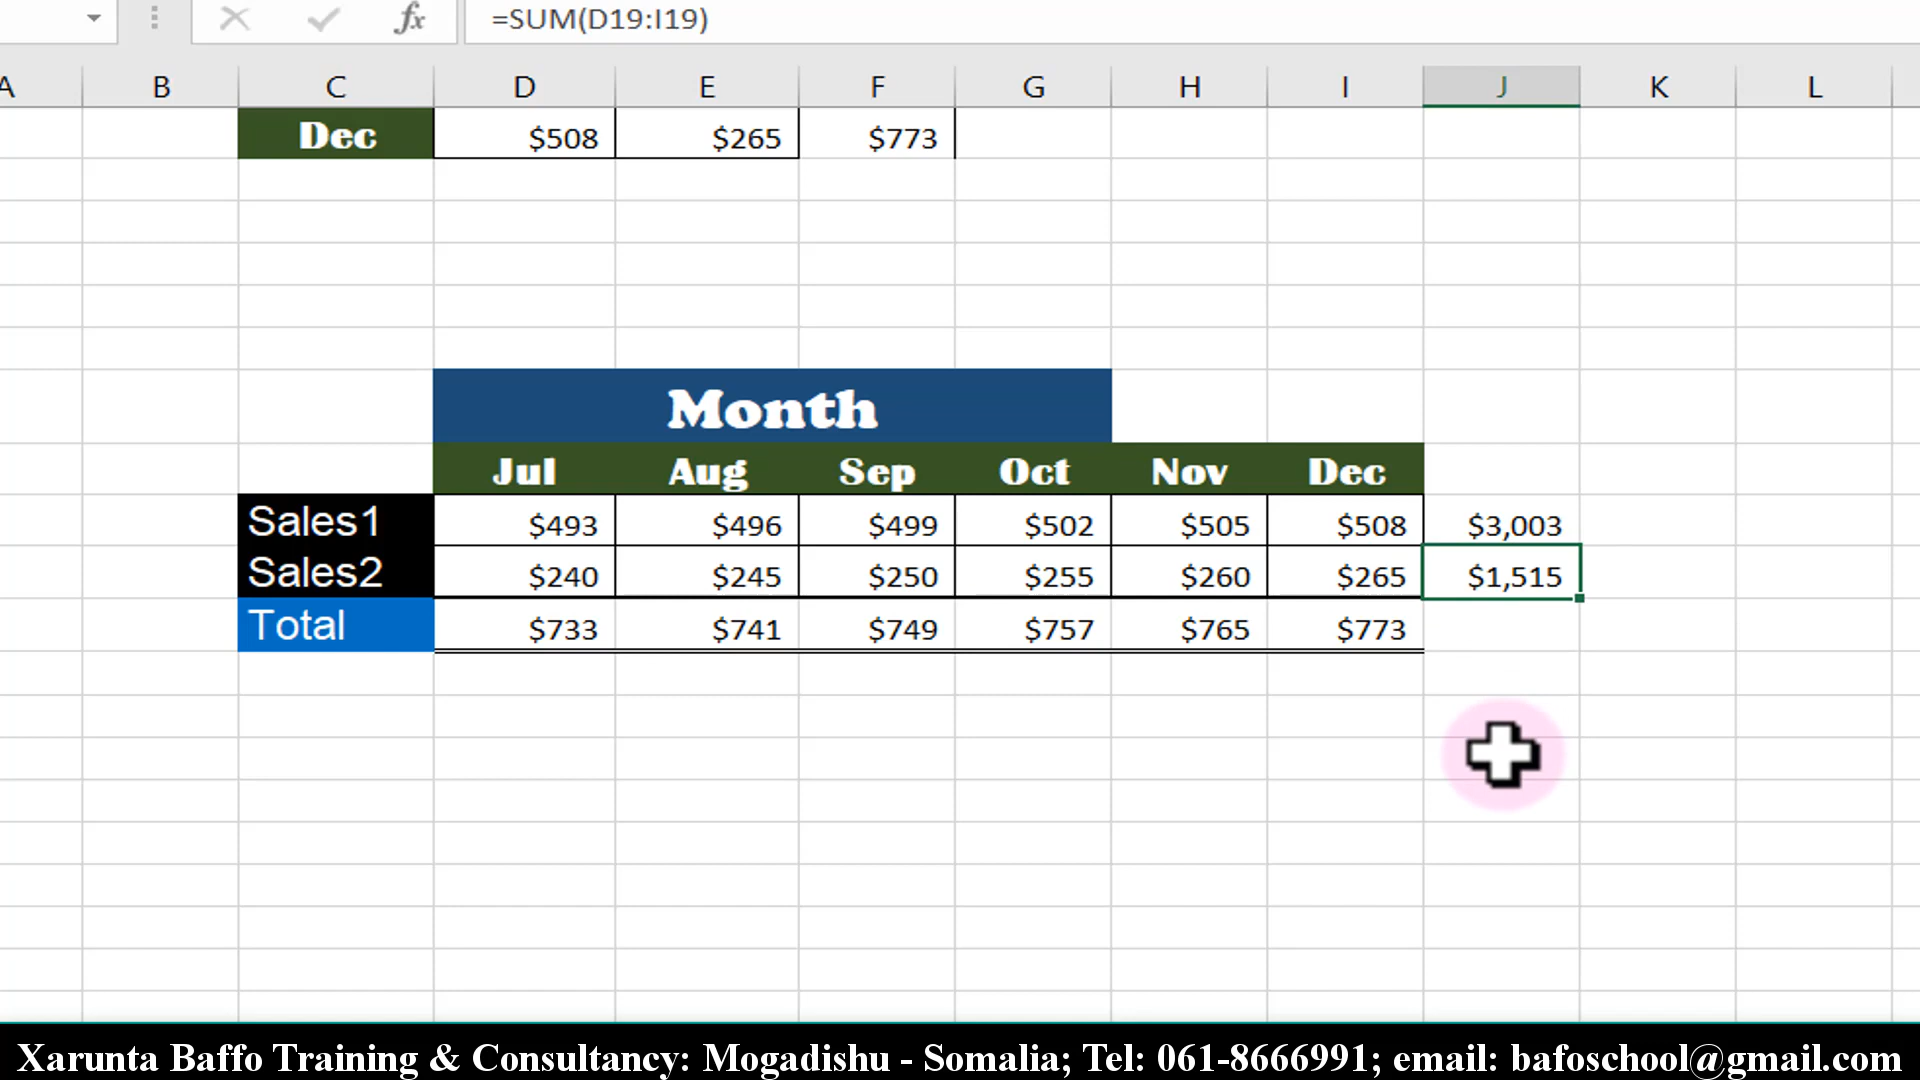 fx =SUM(D19:I19)
A B C D E F G H I J K L
Dec $508 $265 $773
Month
Jul Aug Sep Oct Nov Dec
Sales1 $493 $496 $499 $502 $505 $508 $3,003
Sales2 $240 $245 $250 $255 $260 $265 $1,515
Total $733 $741 $749 $757 $765 $773
Xarunta Baffo Training & Consultancy: Mogadishu - Somalia; Tel: 061-8666991; email: bafoschool@gmail.com